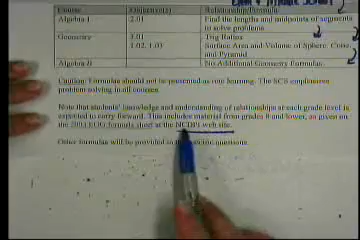 Course Objective(s) Relationship/Formula
Algebra I 2.01 Find the lengths and midpoints of segments
to solve problems
Geometry 1.01 Trig Ratios
1.02, 1.03 Surface Area and Volume of Sphere, Cone,
and Pyramid
Algebra II No Additional Geometry Formulas.
Caution: Formulas should not be presented as rote learning. The SCS emphasizes
problem solving in all courses.
Note that students' knowledge and understanding of relationships at each grade level is
expected to carry forward. This includes material from grades 8 and lower, as given on
the 2003 EOG formula sheet at the NCDPI web site.
Other formulas will be provided in the questions